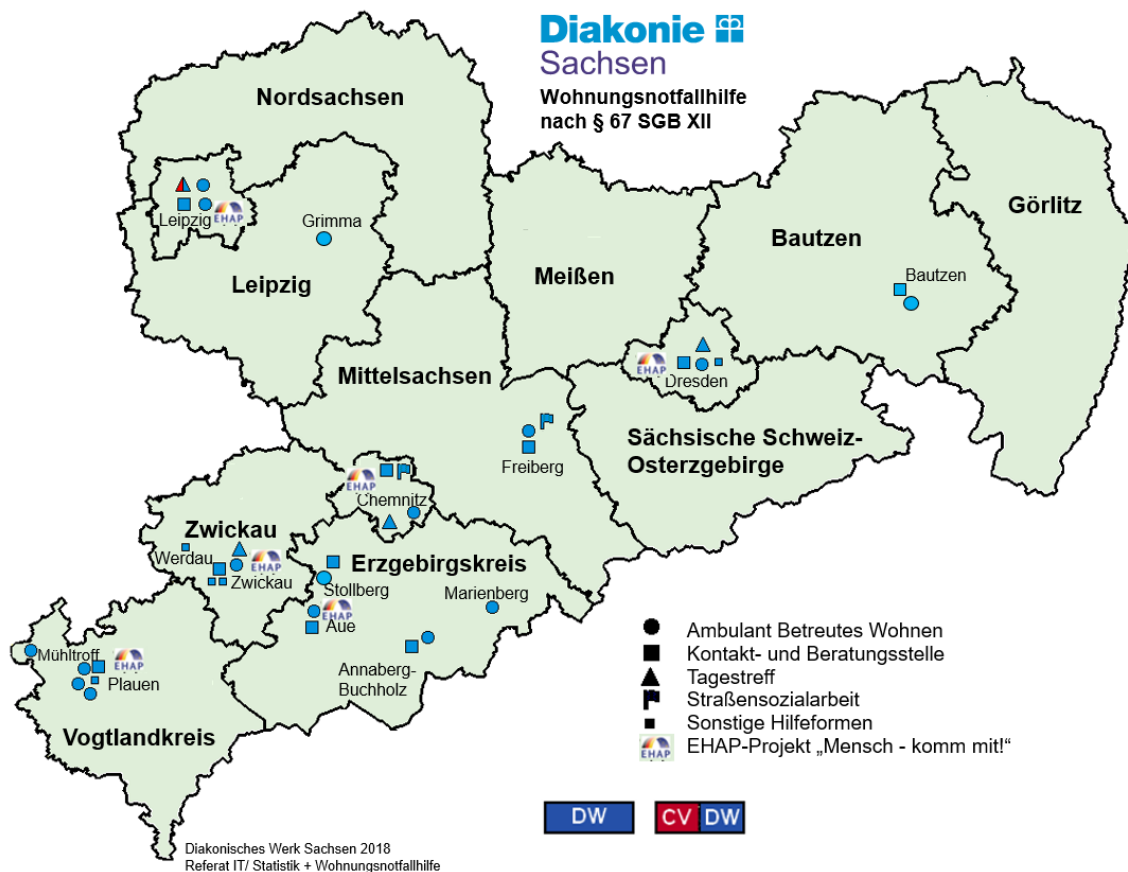 Diakonie
Sachsen
Wohnungsnotfallhilfe
nach § 67 SGB XII
Nordsachsen
Görlitz
Leipzig
EHAP
Grimma
Bautzen
Bautzen
Leipzig
Meißen
EHAP
Dresden
Mittelsachsen
Sächsische Schweiz-
Osterzgebirge
Freiberg
EHAP
Chemnitz
Zwickau
Werdau
EHAP
Zwickau
Erzgebirgskreis
Stollberg
Marienberg
EHAP
Aue
Annaberg-
Buchholz
Mühltroff
EHAP
Plauen
Vogtlandkreis
Ambulant Betreutes Wohnen
Kontakt- und Beratungsstelle
Tagestreff
Straßensozialarbeit
Sonstige Hilfeformen
EHAP EHAP-Projekt „Mensch - komm mit!“
DW CV DW
Diakonisches Werk Sachsen 2018
Referat IT/ Statistik + Wohnungsnotfallhilfe